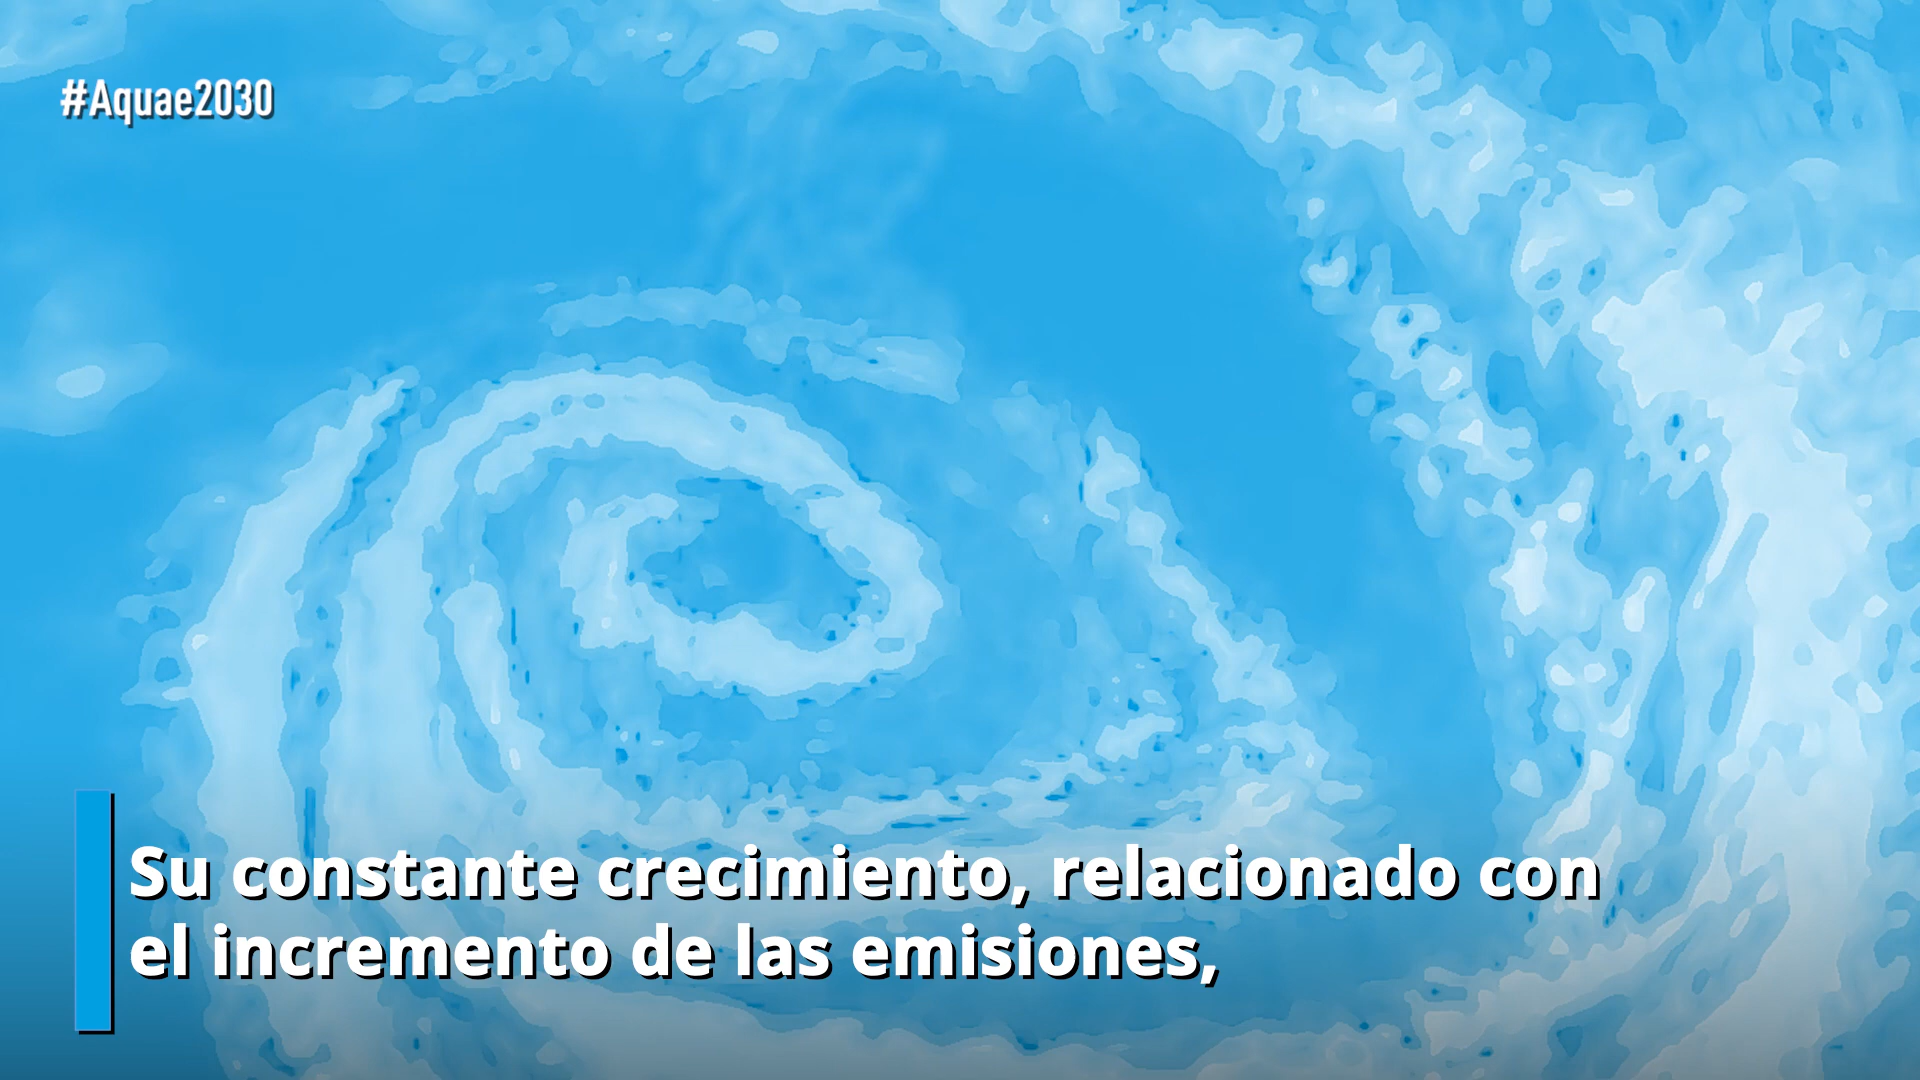 #Aquae2030
Su constante crecimiento, relacionado con
el incremento de las emisiones,